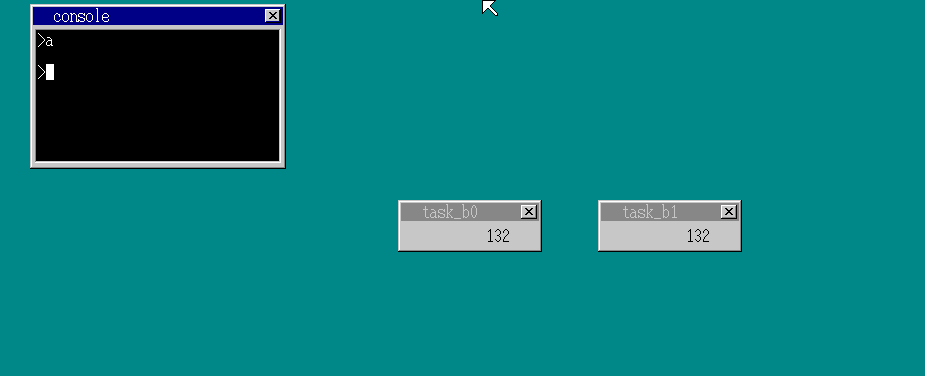 console
>a
>
task_b0
132
task_b1
132